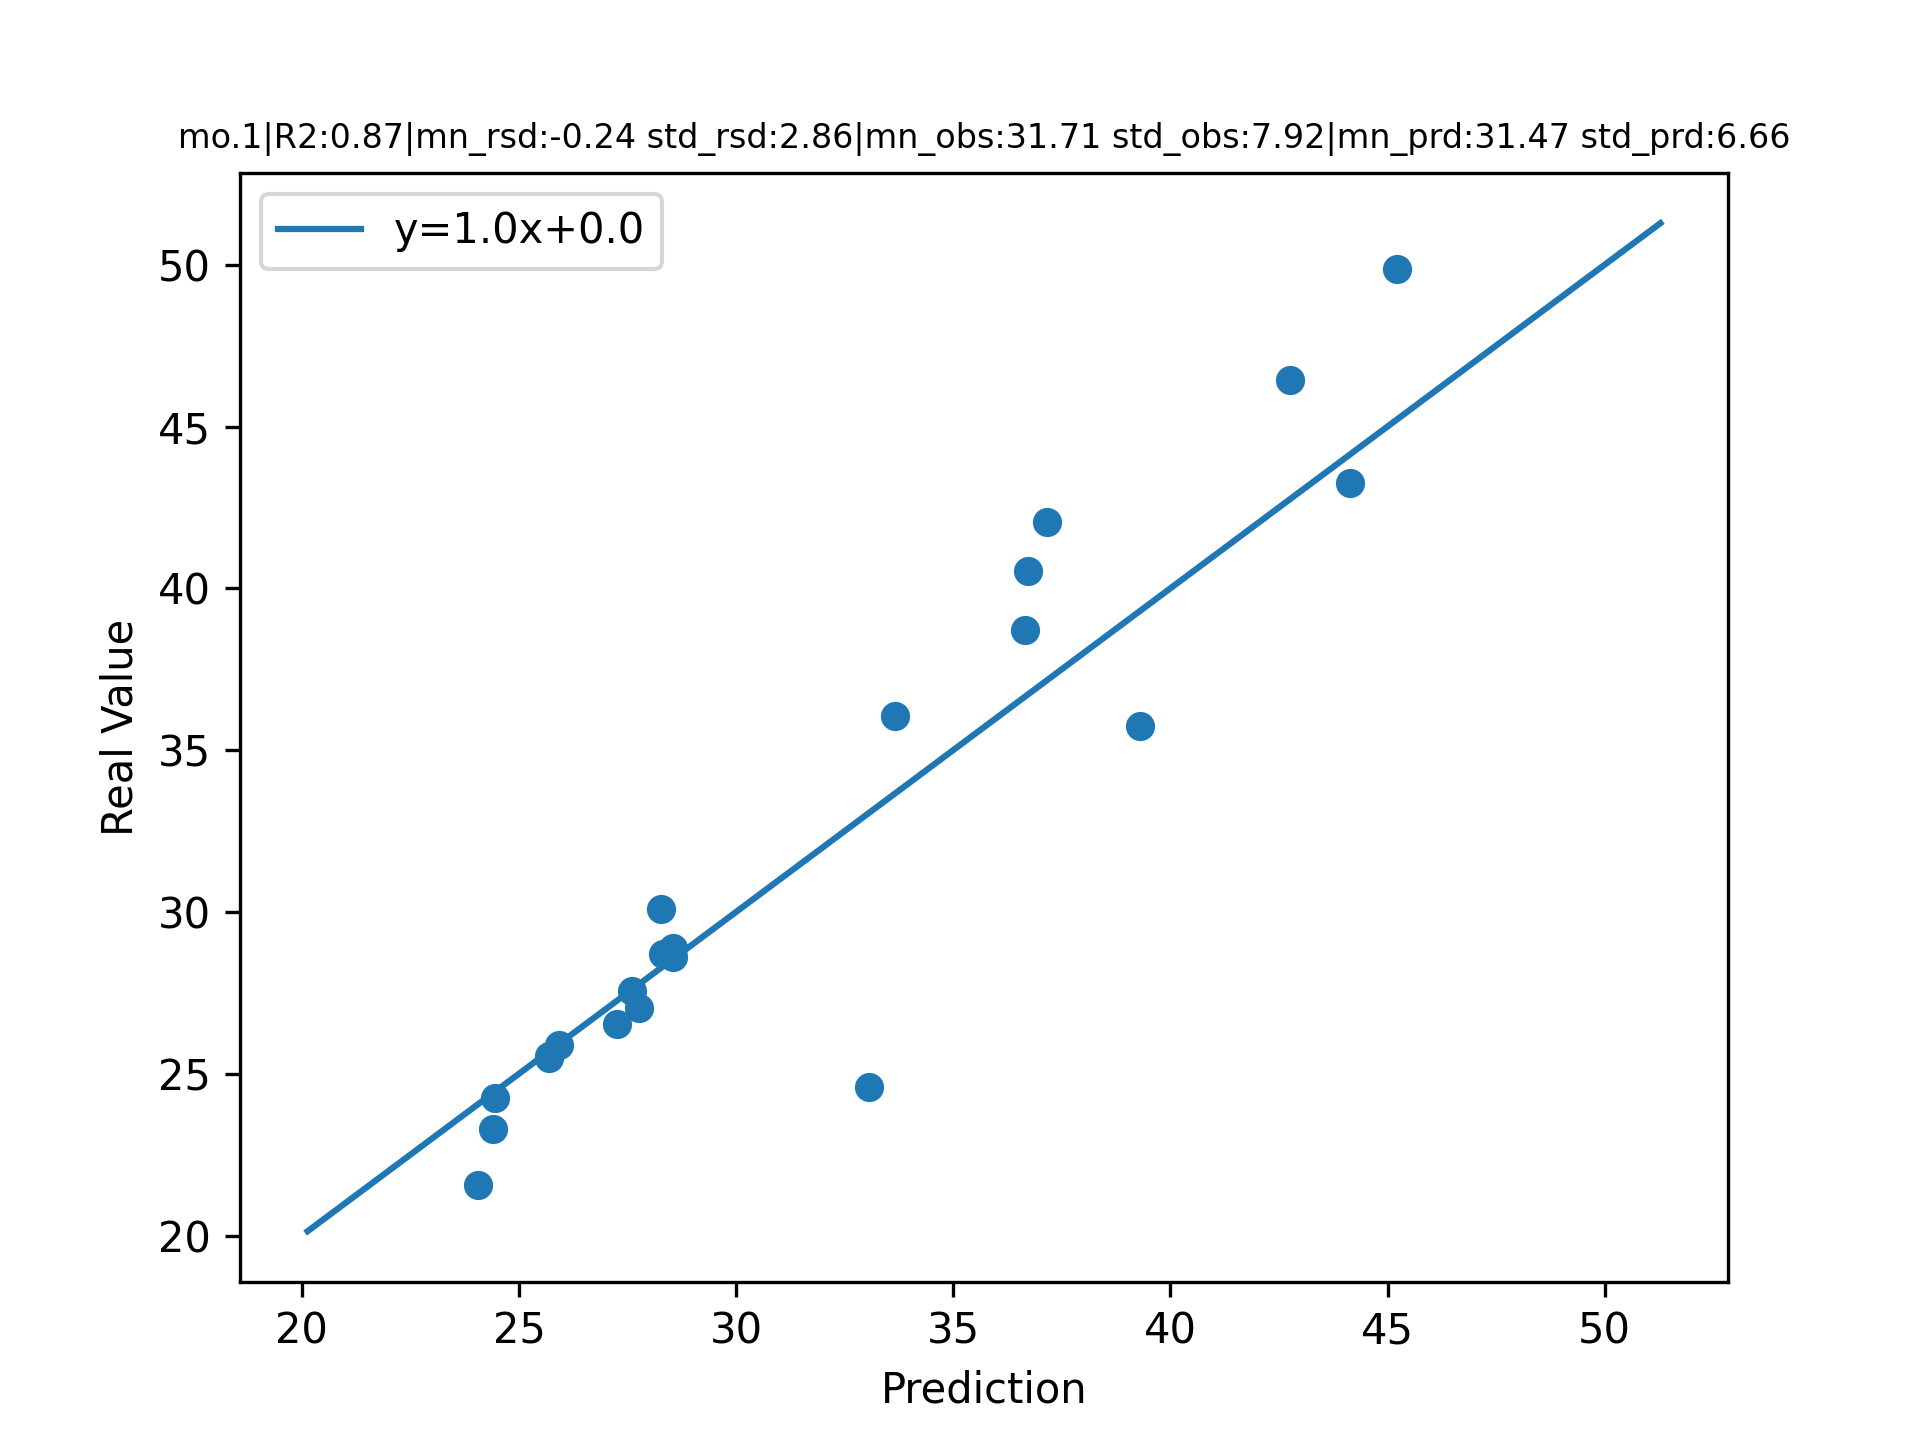 mo.1|R2:0.87|mn_rsd:-0.24 std_rsd:2.86|mn_obs:31.71 std_obs:7.92|mn_prd:31.47 std_prd:6.66
y=1.0x+0.0
50
45
40
35
30
25
20
Real Value
20 25 30 35 40 45 50
Prediction